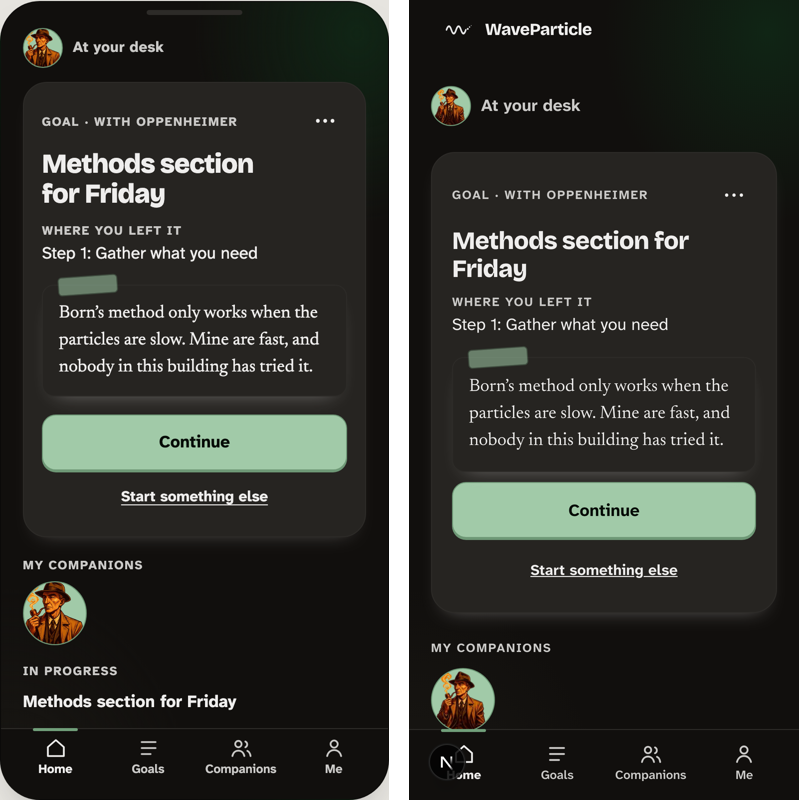 At your desk
GOAL · WITH OPPENHEIMER
Methods section
for Friday
WHERE YOU LEFT IT
Step 1: Gather what you need
Born’s method only works when the
particles are slow. Mine are fast, and
nobody in this building has tried it.
Continue
Start something else
MY COMPANIONS
IN PROGRESS
Methods section for Friday
Home
Goals
Companions
Me
WaveParticle
At your desk
GOAL · WITH OPPENHEIMER
Methods section for
Friday
WHERE YOU LEFT IT
Step 1: Gather what you need
Born’s method only works when the
particles are slow. Mine are fast, and
nobody in this building has tried it.
Continue
Start something else
MY COMPANIONS
N
Home
Goals
Companions
Me